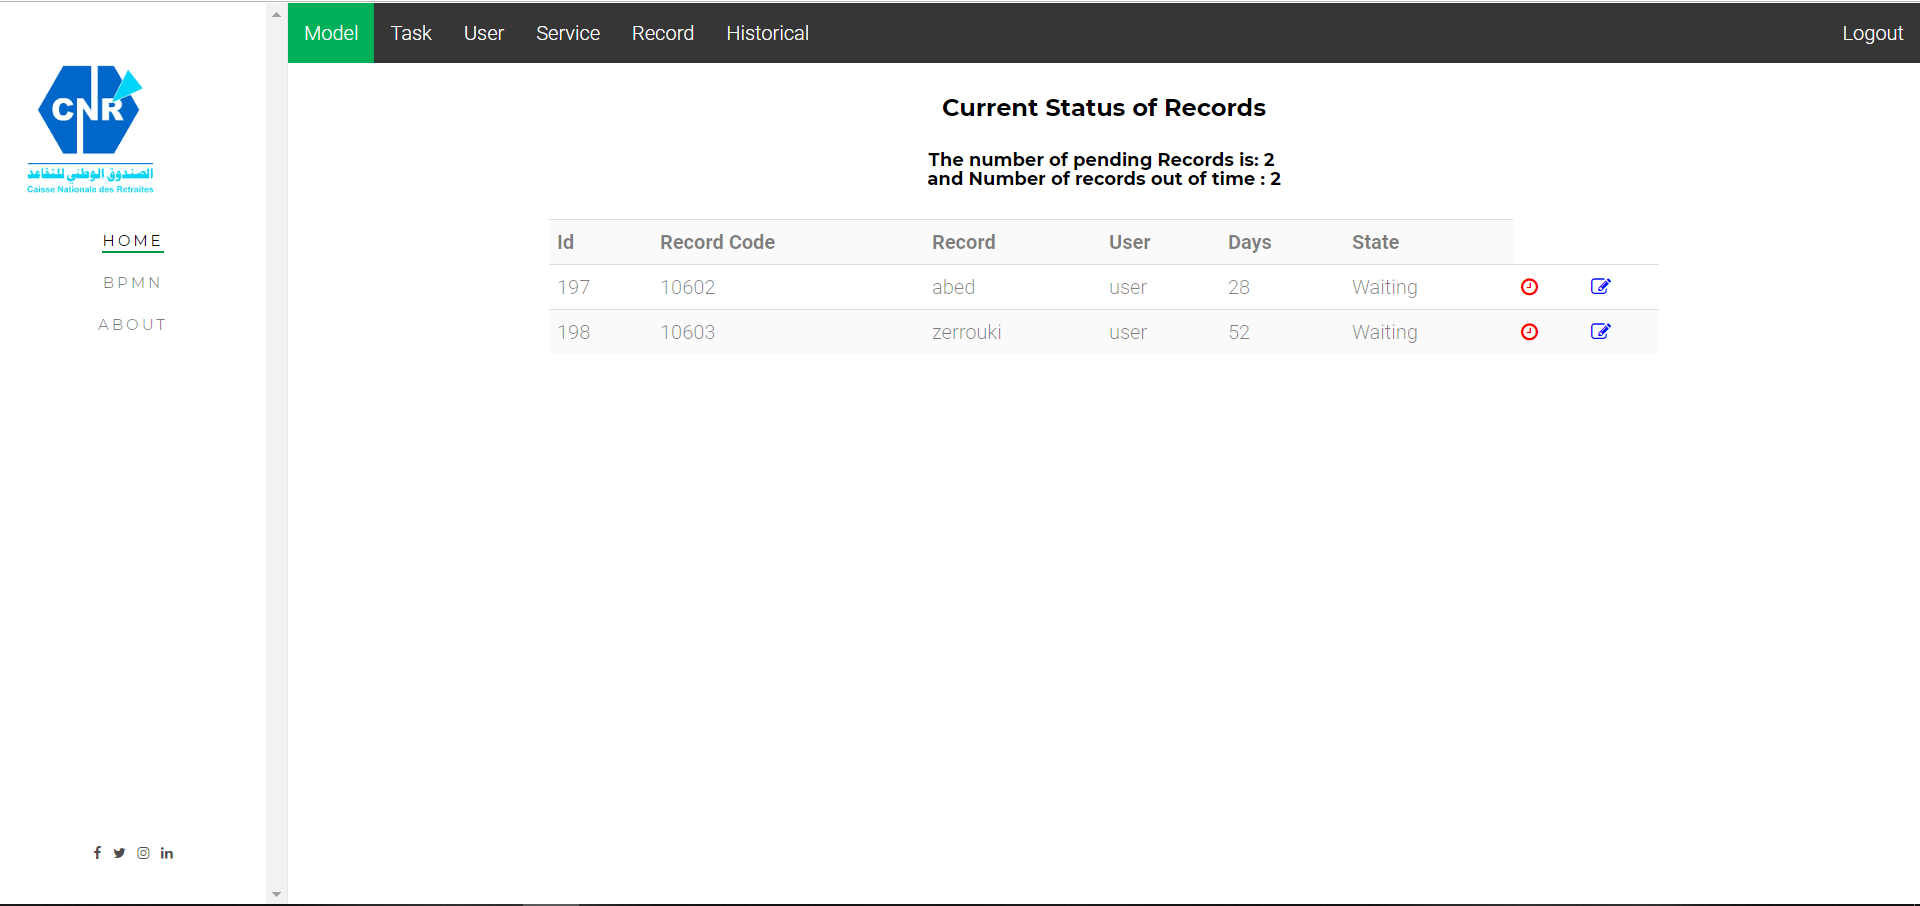 CNR
الصندوق الوطني للتقاعد
Caisse Nationale des Retraites
HOME
BPMN
ABOUT
Model Task User Service Record Historical Logout
Current Status of Records
The number of pending Records is: 2
and Number of records out of time : 2
Id Record Code Record User Days State
197 10602 abed user 28 Waiting
198 10603 zerrouki user 52 Waiting